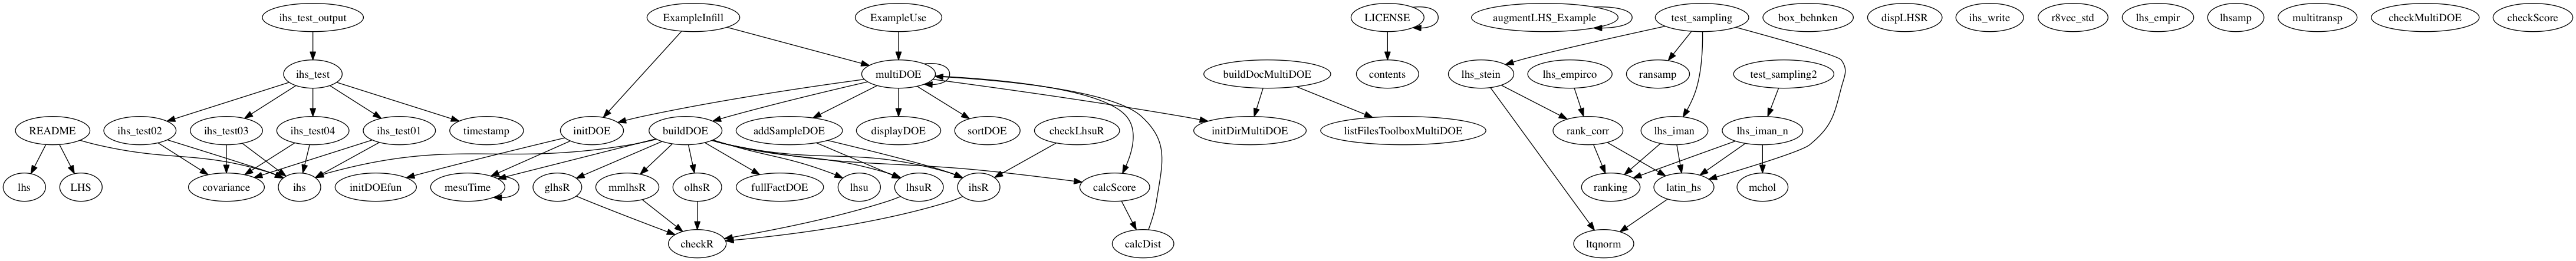 ihs_test_output
ExampleInfill
ExampleUse
LICENSE
augmentLHS_Example
test_sampling
box_behnken
dispLHSR
ihs_write
r8vec_std
lhs_empir
lhsamp
multitransp
checkMultiDOE
checkScore
ihs_test
multiDOE
buildDocMultiDOE
contents
lhs_stein
lhs_empirco
ransamp
test_sampling2
README
ihs_test02
ihs_test03
ihs_test04
ihs_test01
timestamp
initDOE
buildDOE
addSampleDOE
displayDOE
sortDOE
checkLhsuR
initDirMultiDOE
listFilesToolboxMultiDOE
rank_corr
lhs_iman
lhs_iman_n
lhs
LHS
covariance
ihs
initDOEfun
mesuTime
glhsR
mmlhsR
olhsR
fullFactDOE
lhsu
lhsuR
ihsR
calcScore
ranking
latin_hs
mchol
checkR
calcDist
ltqnorm